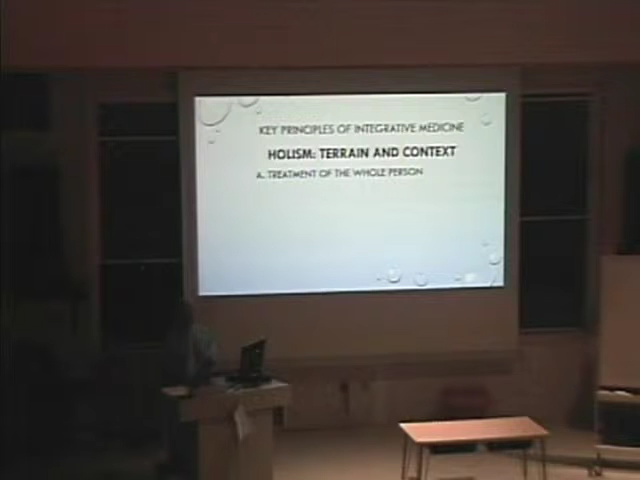 KEY PRINCIPLES OF INTEGRATIVE MEDICINE
HOLISM: TERRAIN AND CONTEXT
A. TREATMENT OF THE WHOLE PERSON